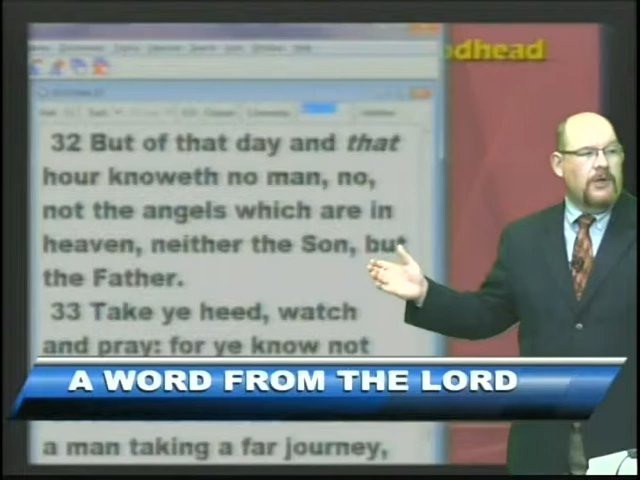 dhead
32 But of that day and that
hour knoweth no man, no,
not the angels which are in
heaven, neither the Son, but
the Father.
33 Take ye heed, watch
and pray: for ye know not
A WORD FROM THE LORD
a man taking a far journey,